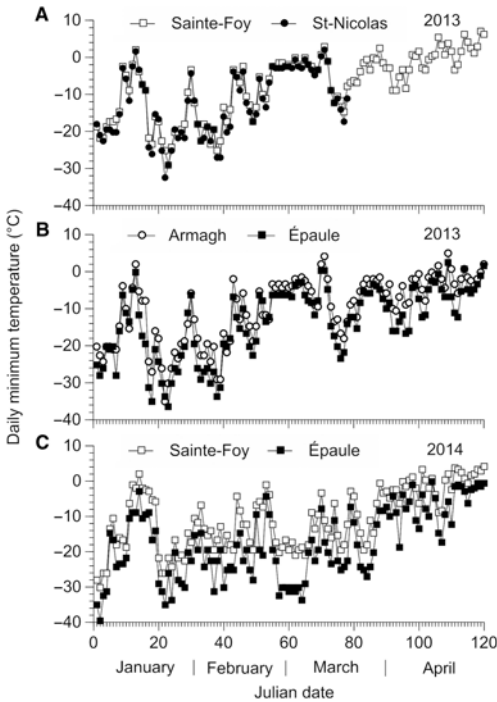 A
Sainte-Foy St-Nicolas 2013
10
0
−10
−20
−30
−40
B
Armagh Épaule 2013
10
0
−10
−20
−30
−40
C
Sainte-Foy Épaule 2014
10
0
−10
−20
−30
−40
Daily minimum temperature (°C)
0 20 40 60 80 100 120
January | February | March | April
Julian date